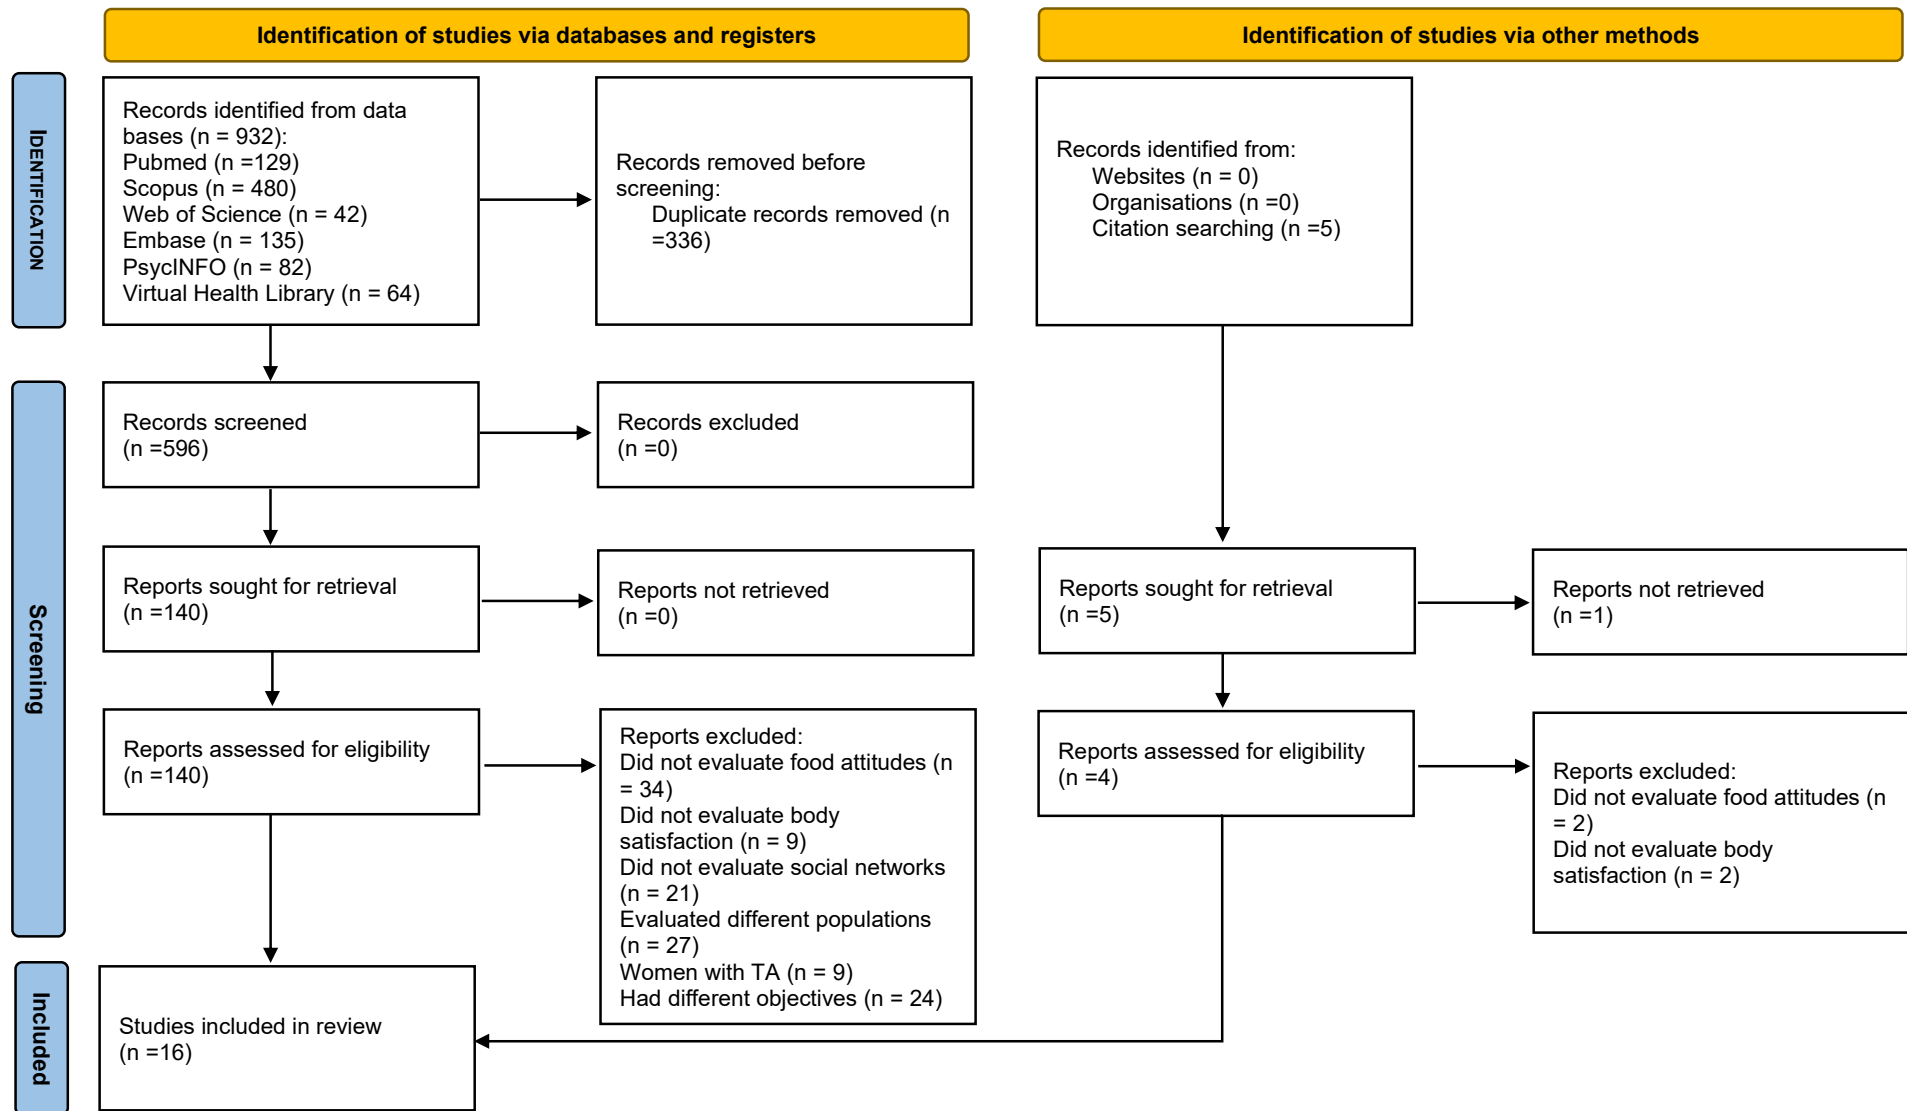 Identification of studies via databases and registers
Identification of studies via other methods
IDENTIFICATION
Records identified from data
bases (n = 932):
Pubmed (n =129)
Scopus (n = 480)
Web of Science (n = 42)
Embase (n = 135)
PsycINFO (n = 82)
Virtual Health Library (n = 64)
Records removed before
screening:
Duplicate records removed (n
=336)
Records identified from:
Websites (n = 0)
Organisations (n =0)
Citation searching (n =5)
Screening
Records screened
(n =596)
Records excluded
(n =0)
Reports sought for retrieval
(n =140)
Reports not retrieved
(n =0)
Reports sought for retrieval
(n =5)
Reports not retrieved
(n =1)
Reports assessed for eligibility
(n =140)
Reports excluded:
Did not evaluate food attitudes (n
= 34)
Did not evaluate body
satisfaction (n = 9)
Did not evaluate social networks
(n = 21)
Evaluated different populations
(n = 27)
Women with TA (n = 9)
Had different objectives (n = 24)
Reports assessed for eligibility
(n =4)
Reports excluded:
Did not evaluate food attitudes (n
= 2)
Did not evaluate body
satisfaction (n = 2)
Included
Studies included in review
(n =16)